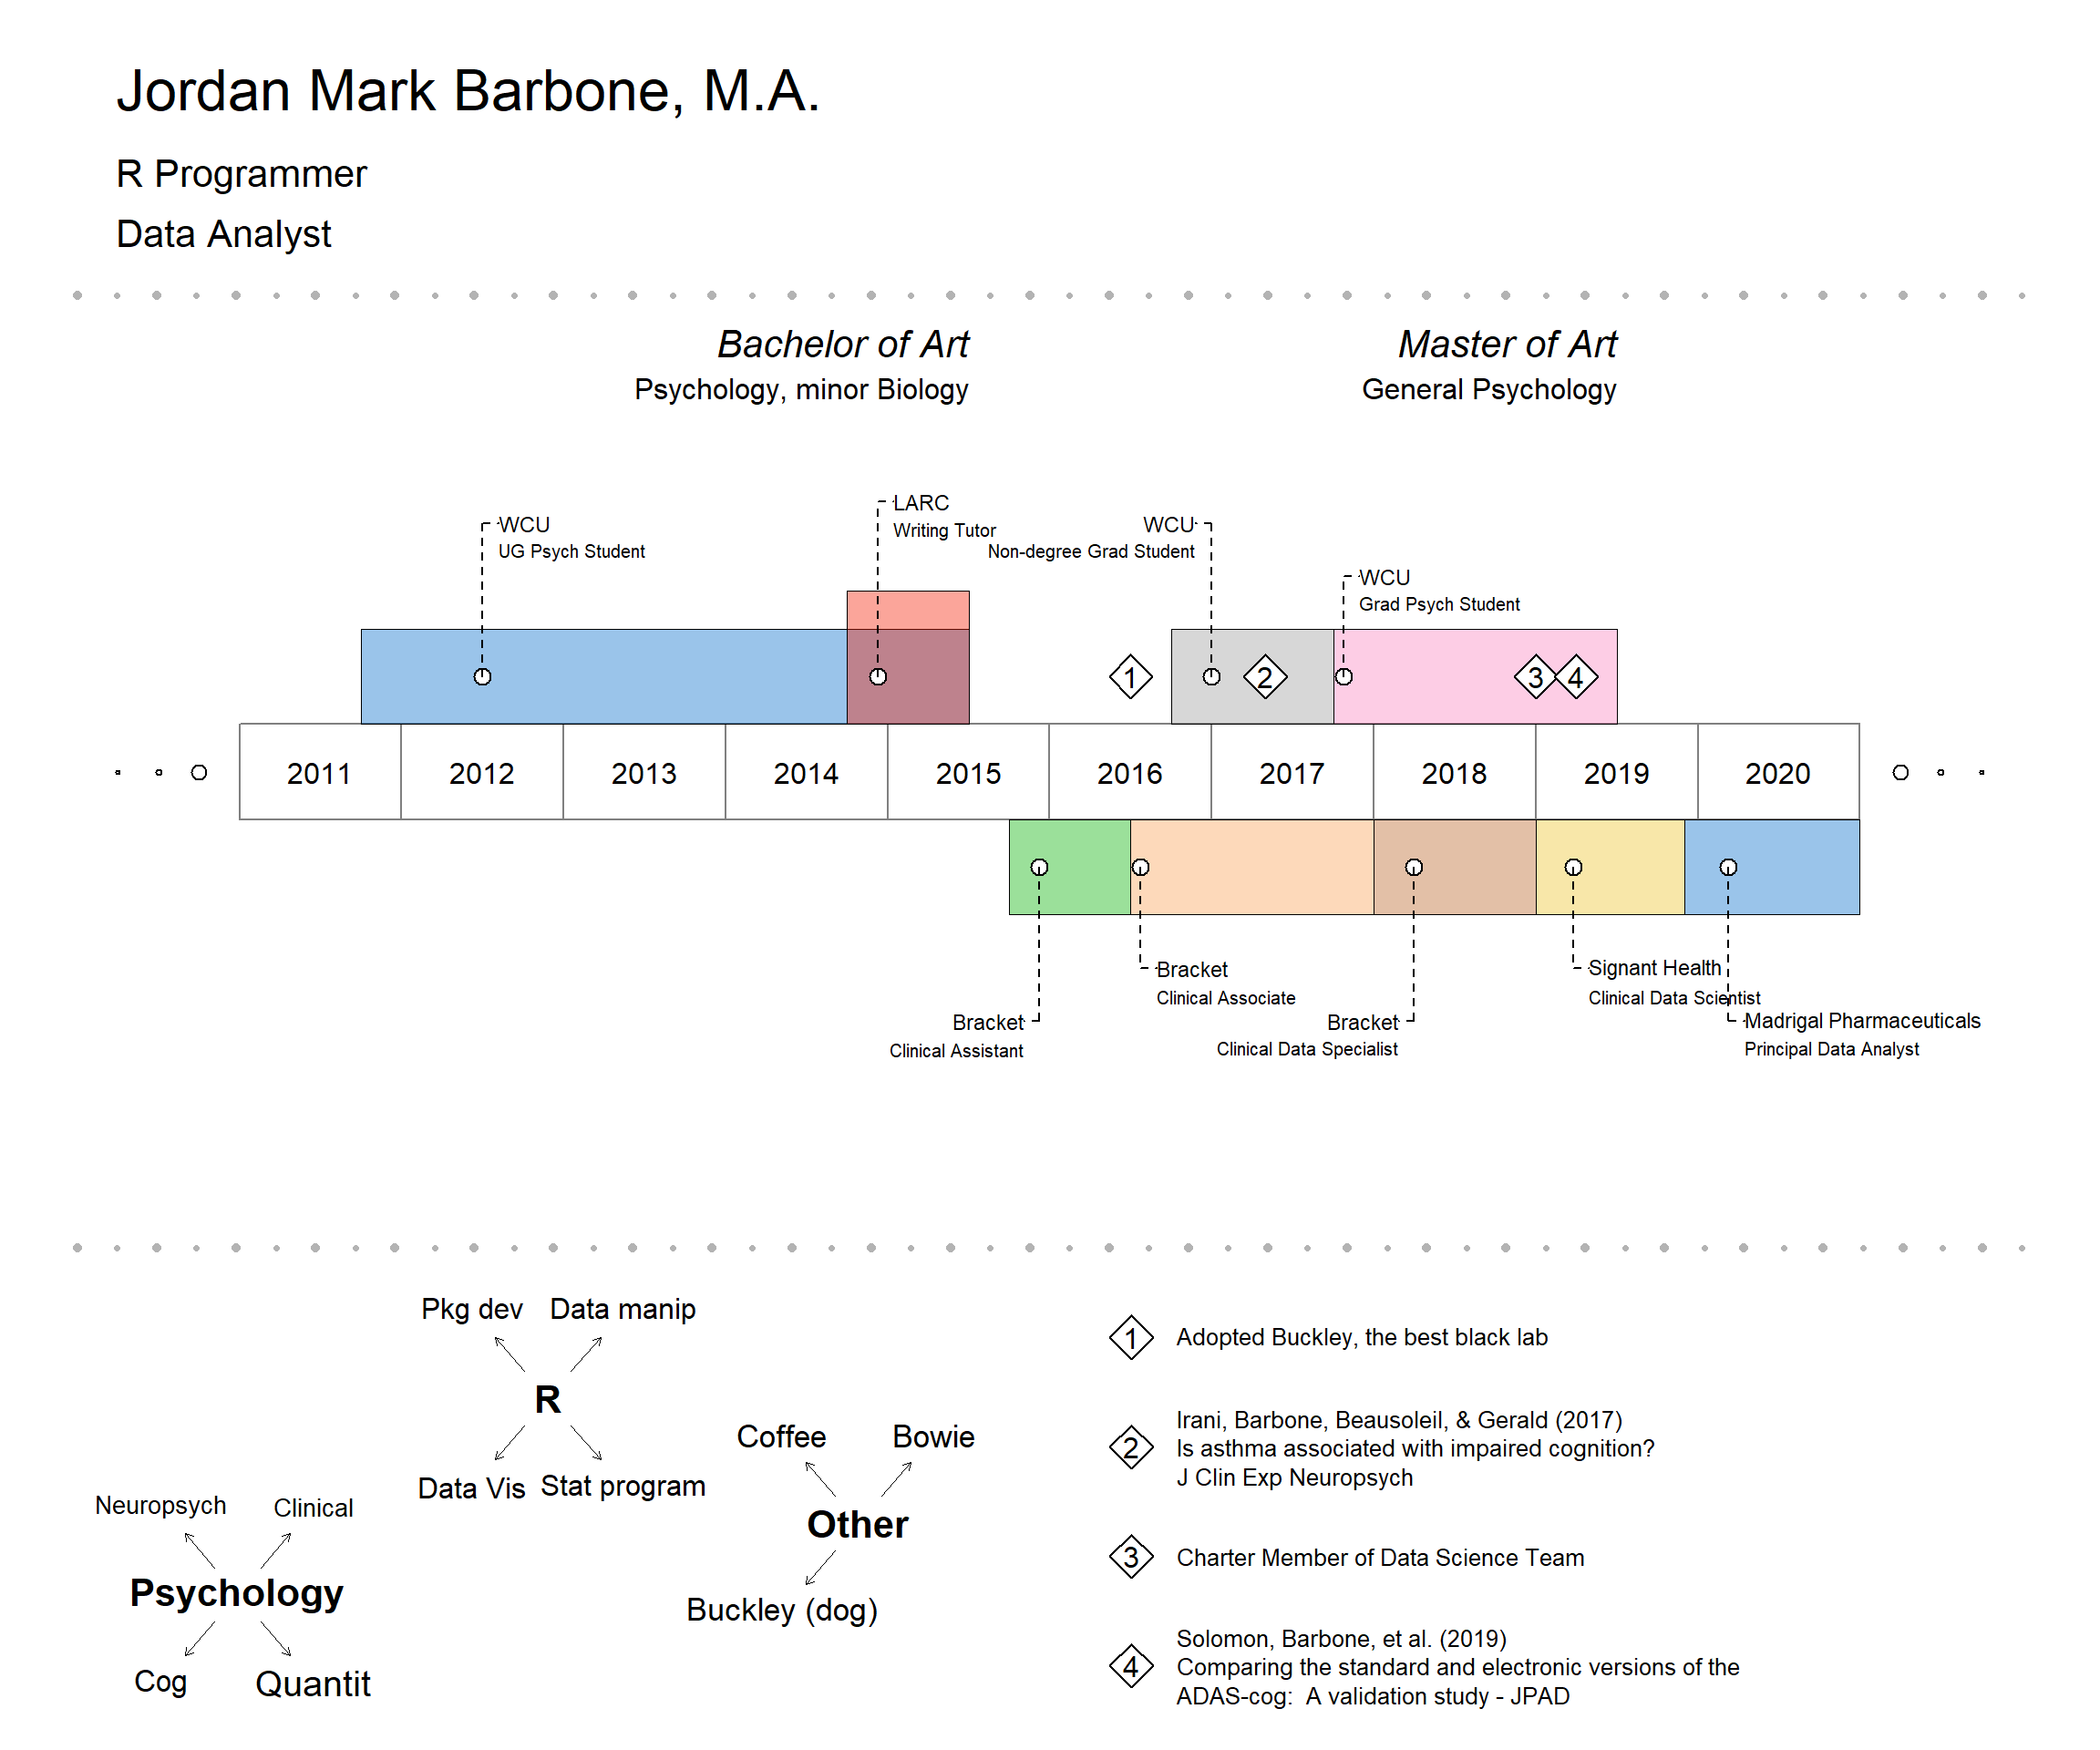 Jordan Mark Barbone, M.A.
R Programmer
Data Analyst
Bachelor of Art
Psychology, minor Biology
Master of Art
General Psychology
WCU
UG Psych Student
LARC
Writing Tutor
WCU
Non-degree Grad Student
WCU
Grad Psych Student
1
2
3
4
2011
2012
2013
2014
2015
2016
2017
2018
2019
2020
Bracket
Clinical Assistant
Bracket
Clinical Associate
Bracket
Clinical Data Specialist
Signant Health
Clinical Data Scientist
Madrigal Pharmaceuticals
Principal Data Analyst
Pkg dev
Data manip
R
Data Vis
Stat program
Coffee
Bowie
Other
Buckley (dog)
Neuropsych
Clinical
Psychology
Cog
Quantit
1
Adopted Buckley, the best black lab
2
Irani, Barbone, Beausoleil, & Gerald (2017)
Is asthma associated with impaired cognition?
J Clin Exp Neuropsych
3
Charter Member of Data Science Team
4
Solomon, Barbone, et al. (2019)
Comparing the standard and electronic versions of the
ADAS-cog:  A validation study - JPAD